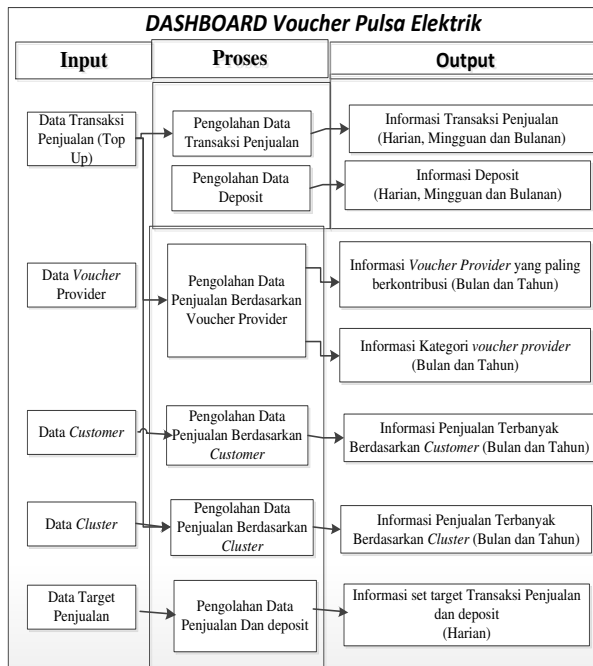 DASHBOARD Voucher Pulsa Elektrik
Input
Proses
Output
Data Transaksi
Penjualan (Top
Up)
Pengolahan Data
Transaksi Penjualan
Informasi Transaksi Penjualan
(Harian, Mingguan dan Bulanan)
Pengolahan Data
Deposit
Informasi Deposit
(Harian, Mingguan dan Bulanan)
Data Voucher
Provider
Pengolahan Data
Penjualan Berdasarkan
Voucher Provider
Informasi Voucher Provider yang paling
berkontribusi (Bulan dan Tahun)
Informasi Kategori voucher provider
(Bulan dan Tahun)
Data Customer
Pengolahan Data
Penjualan Berdasarkan
Customer
Informasi Penjualan Terbanyak
Berdasarkan Customer (Bulan dan Tahun)
Data Cluster
Pengolahan Data
Penjualan Berdasarkan
Cluster
Informasi Penjualan Terbanyak
Berdasarkan Cluster (Bulan dan Tahun)
Data Target
Penjualan
Pengolahan Data
Penjualan Dan deposit
Informasi set target Transaksi Penjualan
dan deposit
(Harian)